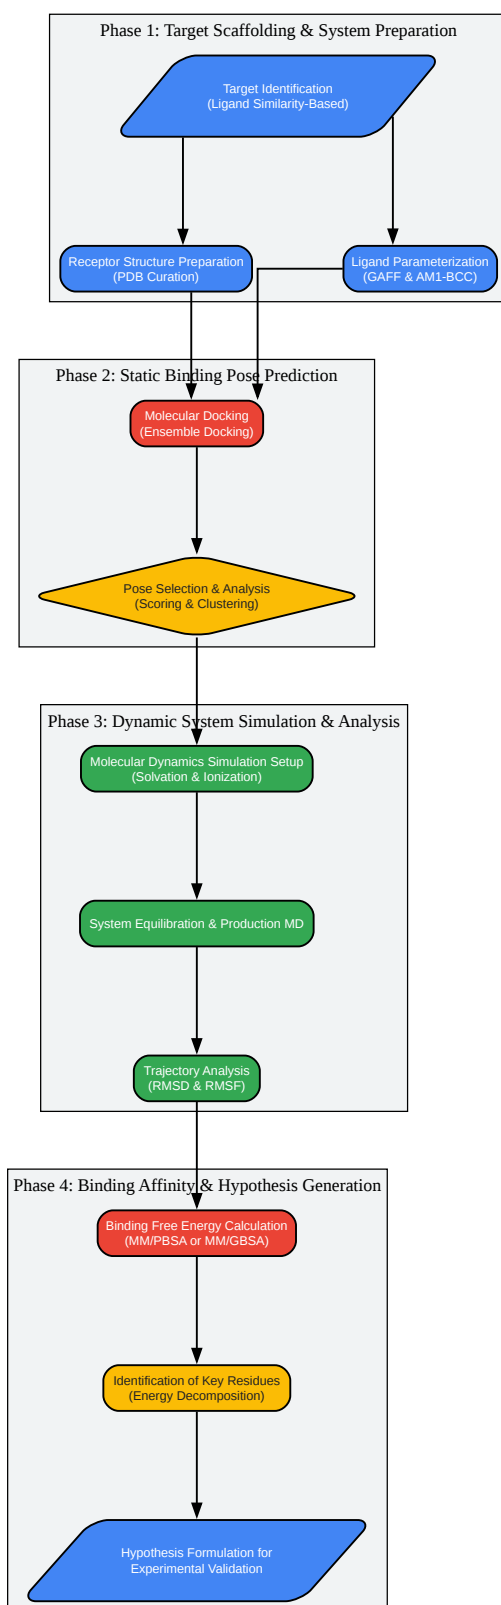 Phase 1: Target Scaffolding & System Preparation
Target Identification
(Ligand Similarity-Based)
Receptor Structure Preparation
(PDB Curation)
Ligand Parameterization
(GAFF & AM1-BCC)
Phase 2: Static Binding Pose Prediction
Molecular Docking
(Ensemble Docking)
Pose Selection & Analysis
(Scoring & Clustering)
Phase 3: Dynamic System Simulation & Analysis
Molecular Dynamics Simulation Setup
(Solvation & Ionization)
System Equilibration & Production MD
Trajectory Analysis
(RMSD & RMSF)
Phase 4: Binding Affinity & Hypothesis Generation
Binding Free Energy Calculation
(MM/PBSA or MM/GBSA)
Identification of Key Residues
(Energy Decomposition)
Hypothesis Formulation for
Experimental Validation